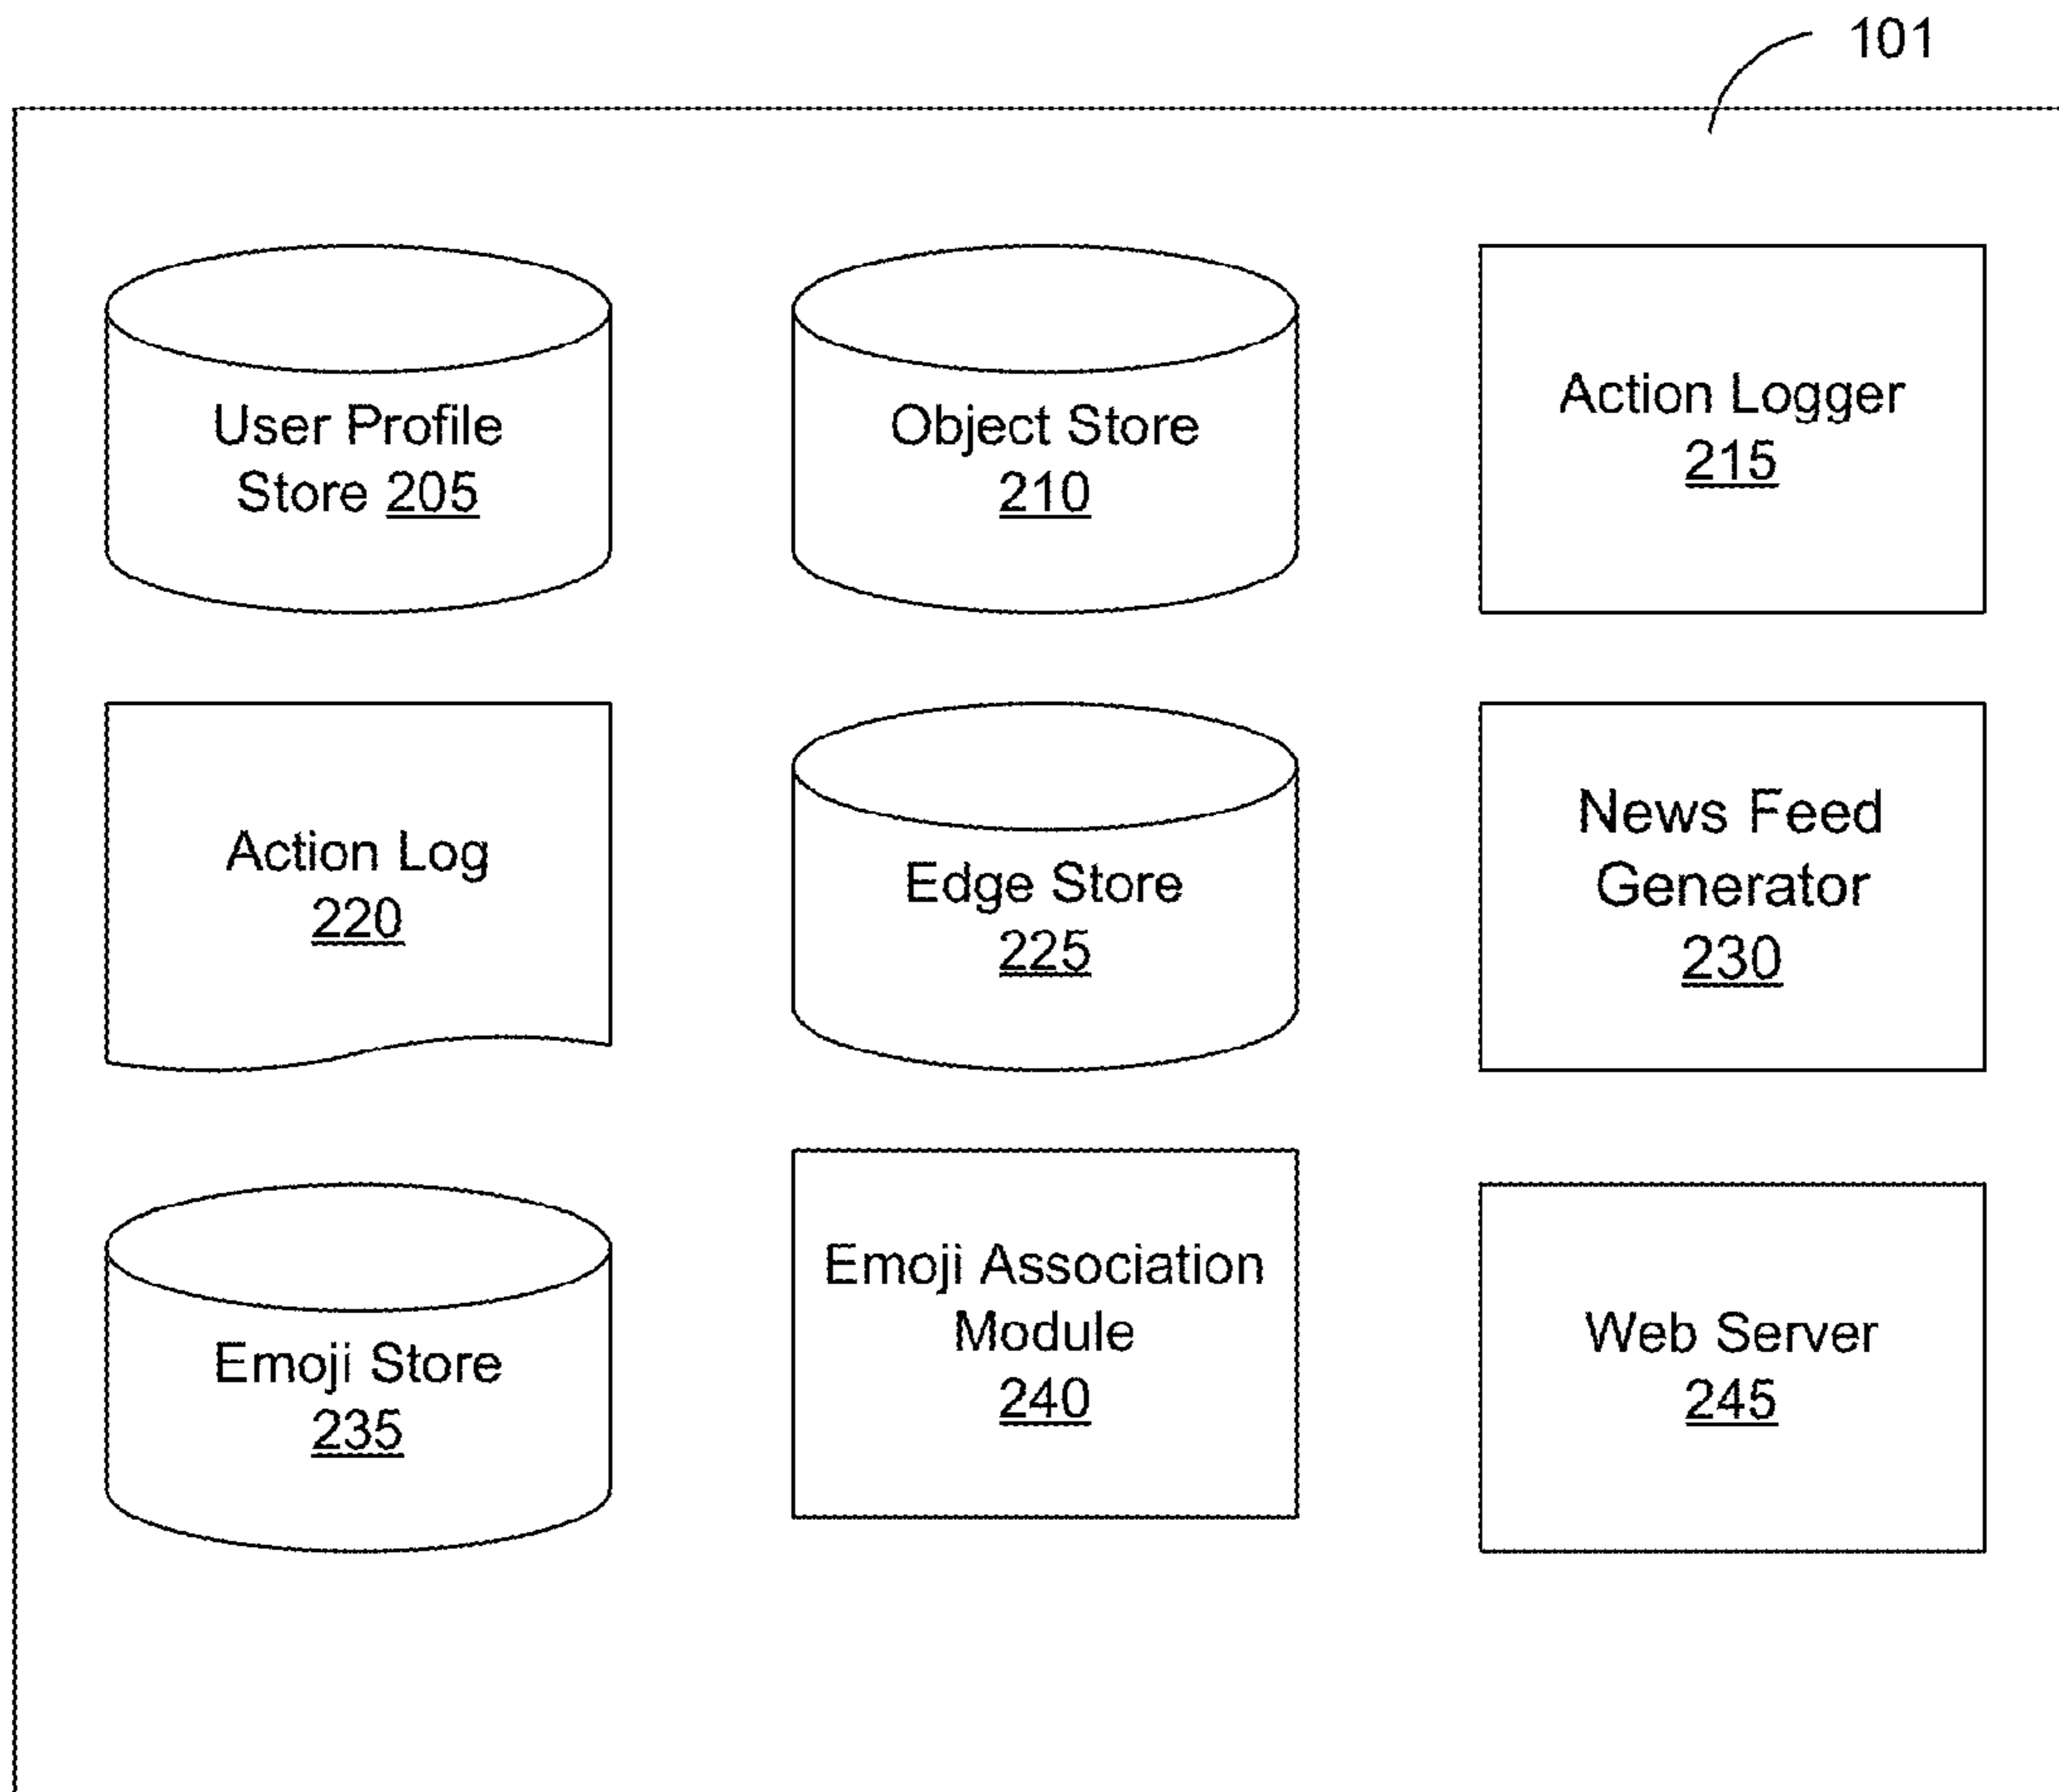 101
User Profile
Store 205
Object Store
210
Action Logger
215
Action Log
220
Edge Store
225
News Feed
Generator
230
Emoji Store
235
Emoji Association
Module
240
Web Server
245